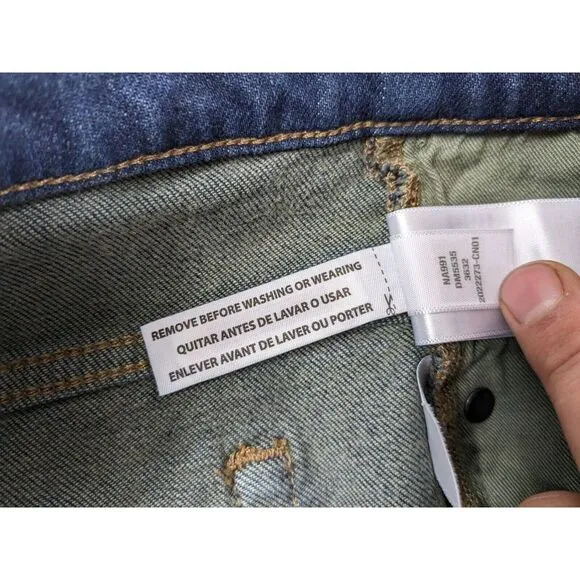 REMOVE BEFORE WASHING OR WEARING
QUITAR ANTES DE LAVAR O USAR
ENLEVER AVANT DE LAVER OU PORTER
NA991
DM5535
3632
2022273-CN01